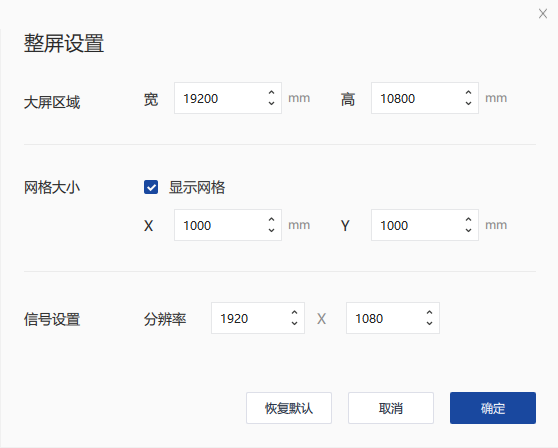 整屏设置
大屏区域 宽 19200 mm 高 10800 mm
网格大小 显示网格
X 1000 mm Y 1000 mm
信号设置 分辨率 1920 X 1080
恢复默认 取消 确定